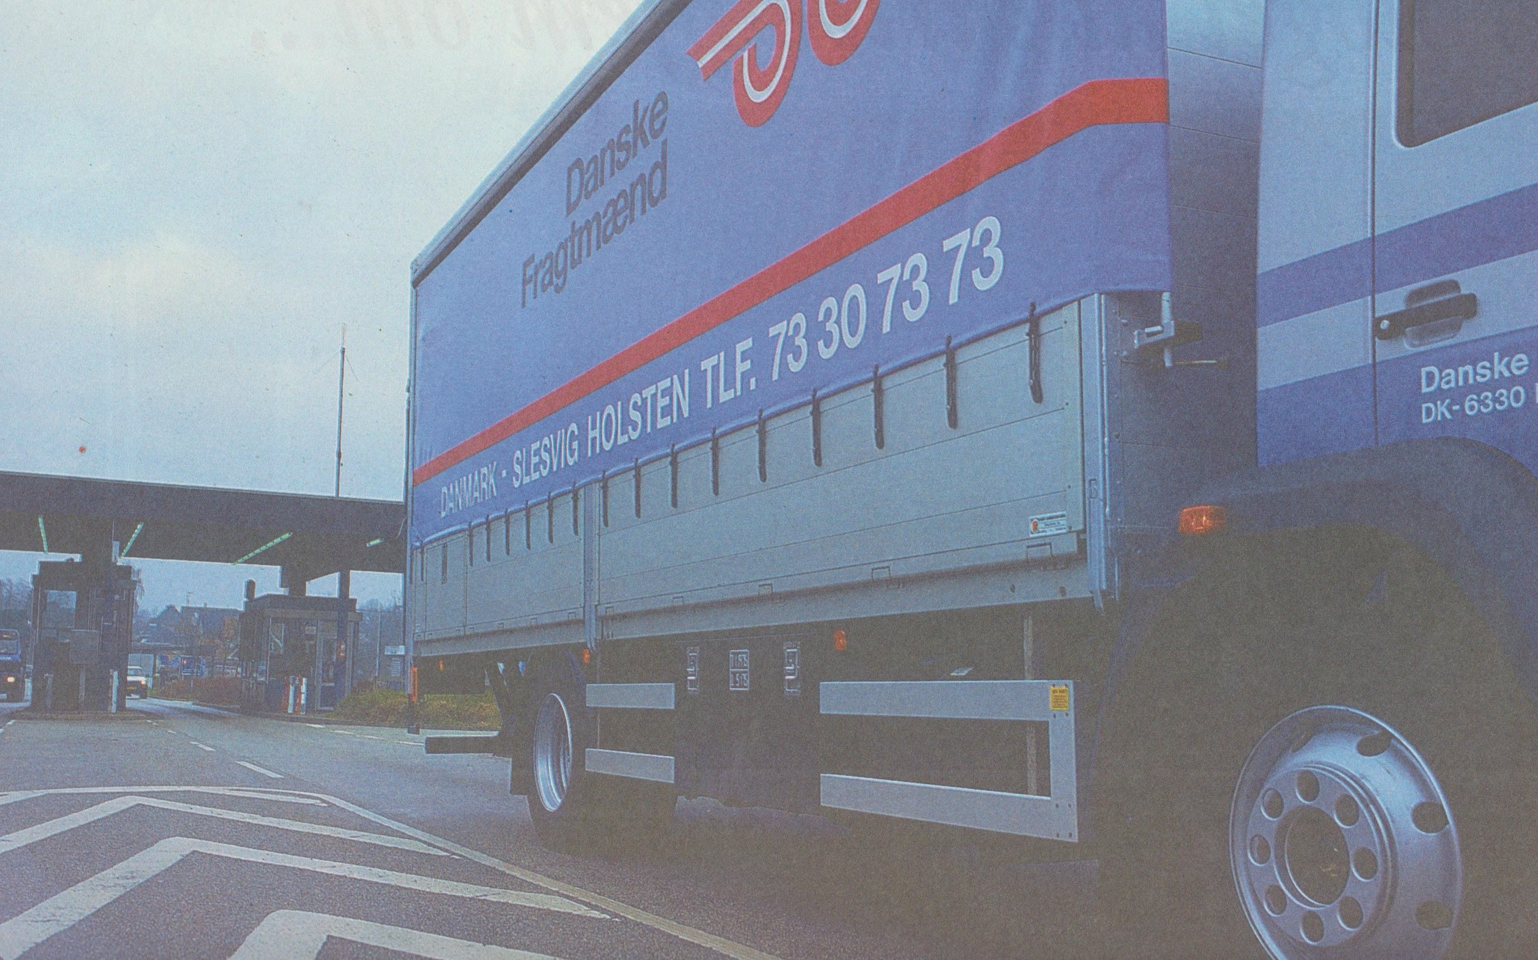 Danske
Fragtmænd
DANMARK - SLESVIG HOLSTEN TLF. 73 30 73 73
Danske
DK-6330